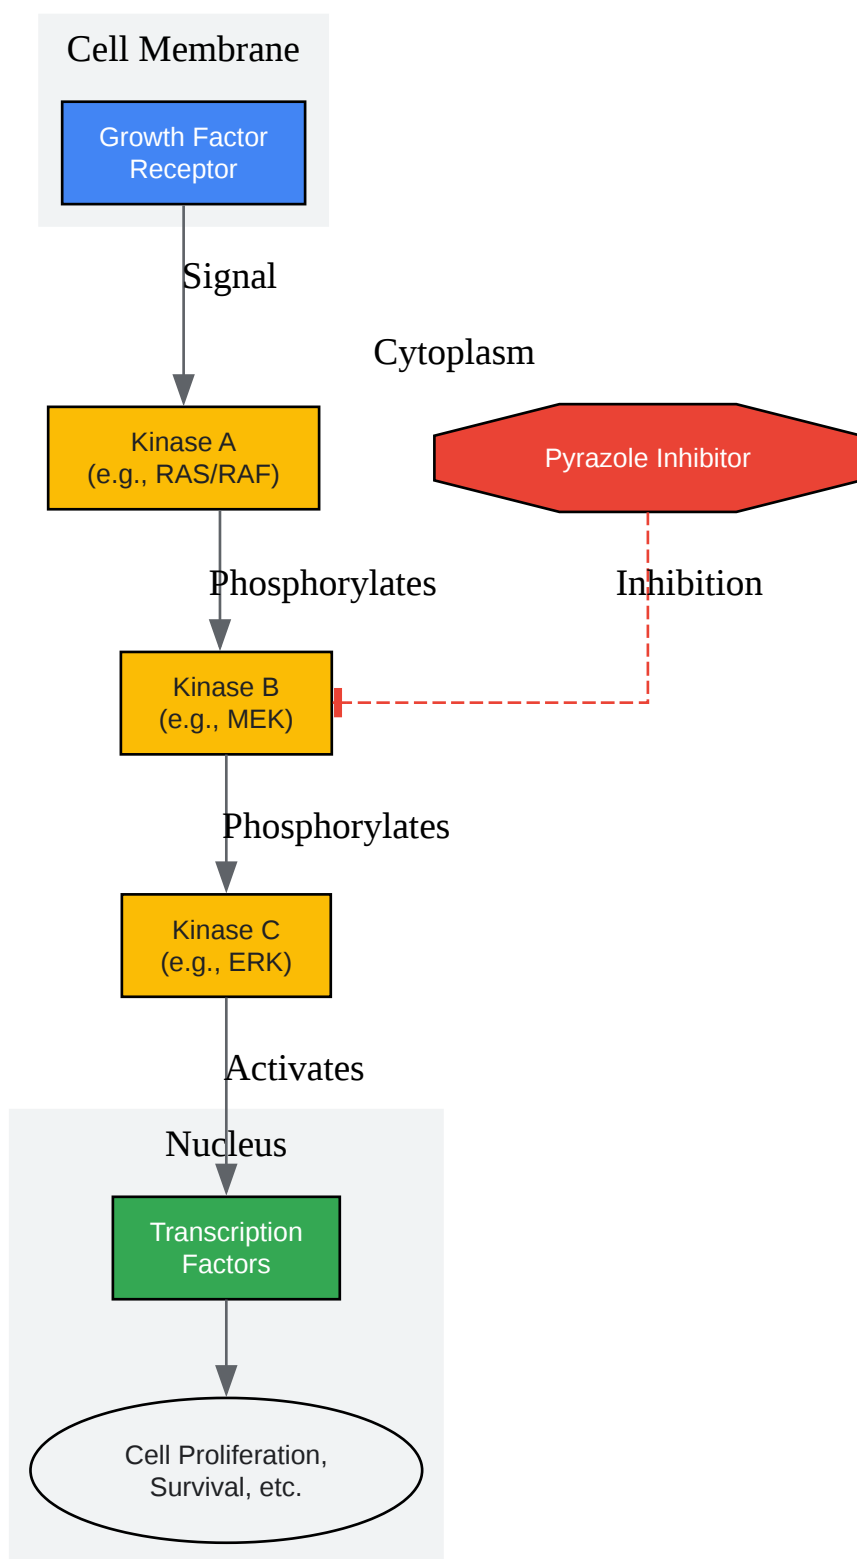 Cell Membrane
Growth Factor
Receptor
Signal
Cytoplasm
Kinase A
(e.g., RAS/RAF)
Pyrazole Inhibitor
Phosphorylates
Inhibition
Kinase B
(e.g., MEK)
Phosphorylates
Kinase C
(e.g., ERK)
Activates
Nucleus
Transcription
Factors
Cell Proliferation,
Survival, etc.